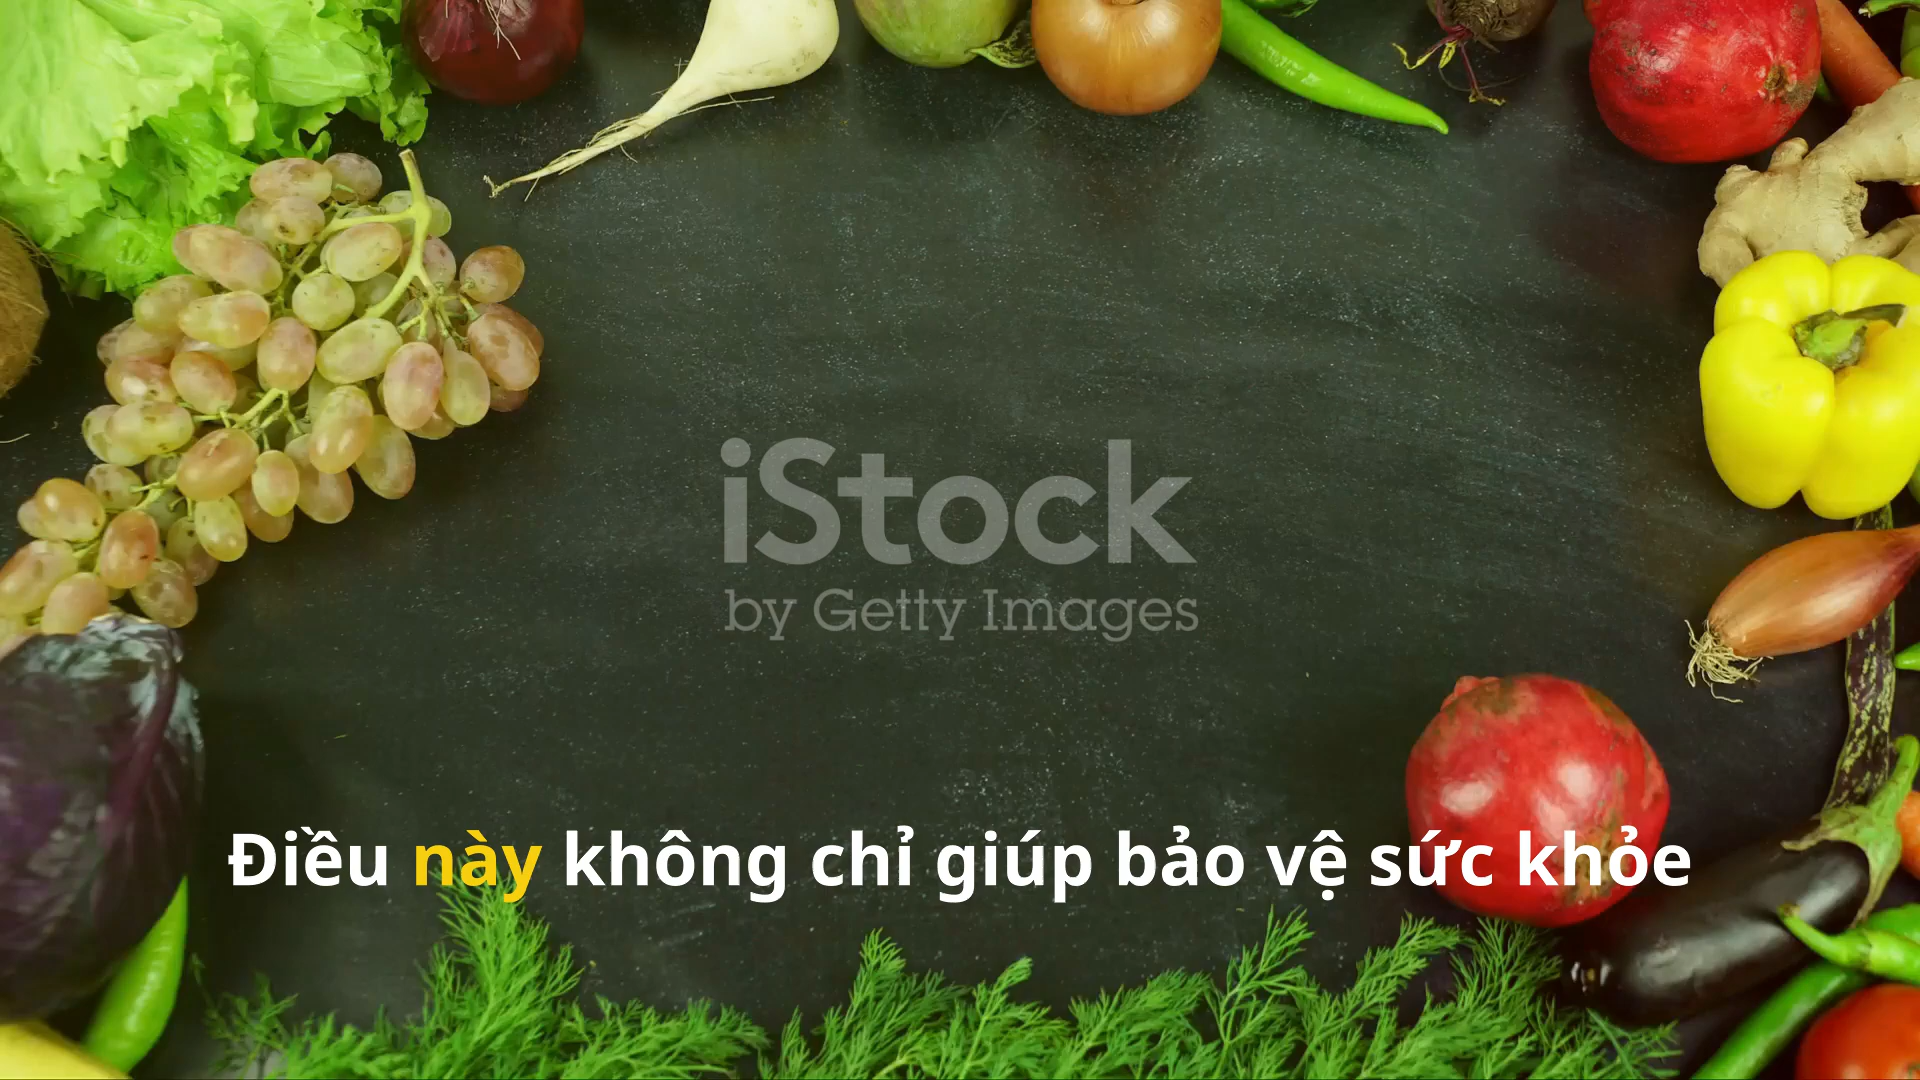 iStock
by Getty Images
Điều này không chỉ giúp bảo vệ sức khỏe